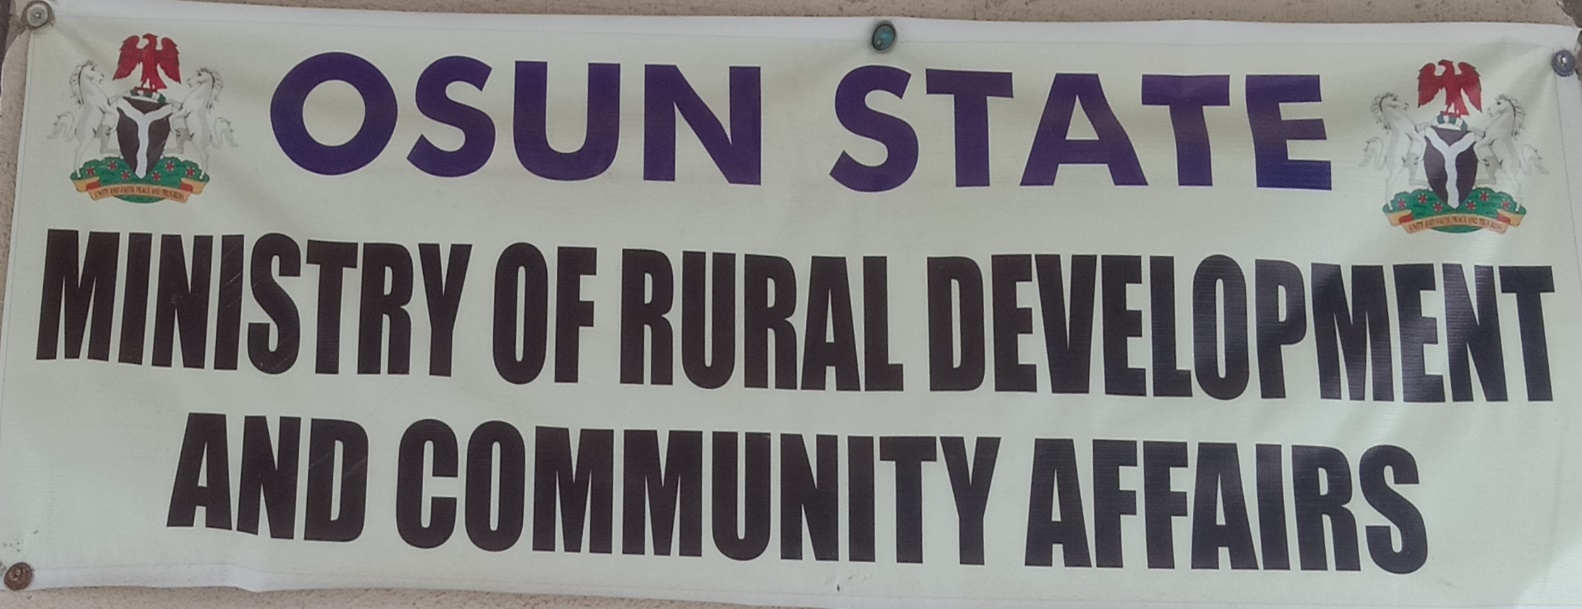 OSUN STATE
MINISTRY OF RURAL DEVELOPMENT
AND COMMUNITY AFFAIRS